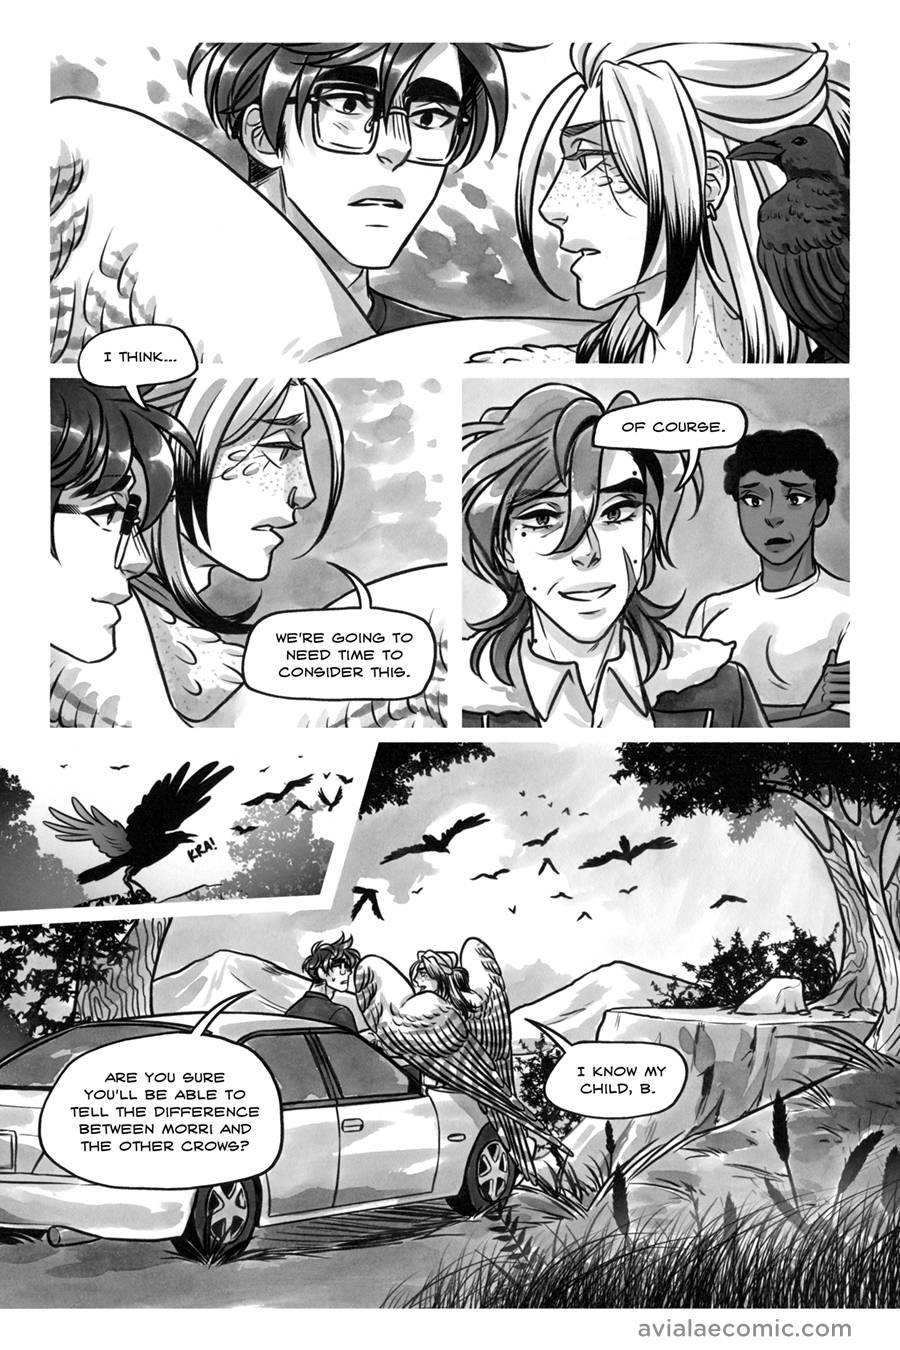 I THINK...
WE'RE GOING TO
NEED TIME TO
CONSIDER THIS.
OF COURSE.
KRA!
ARE YOU SURE
YOU'LL BE ABLE TO
TELL THE DIFFERENCE
BETWEEN MORRI AND
THE OTHER CROWS?
I KNOW MY
CHILD, B.
avialaecomic.com